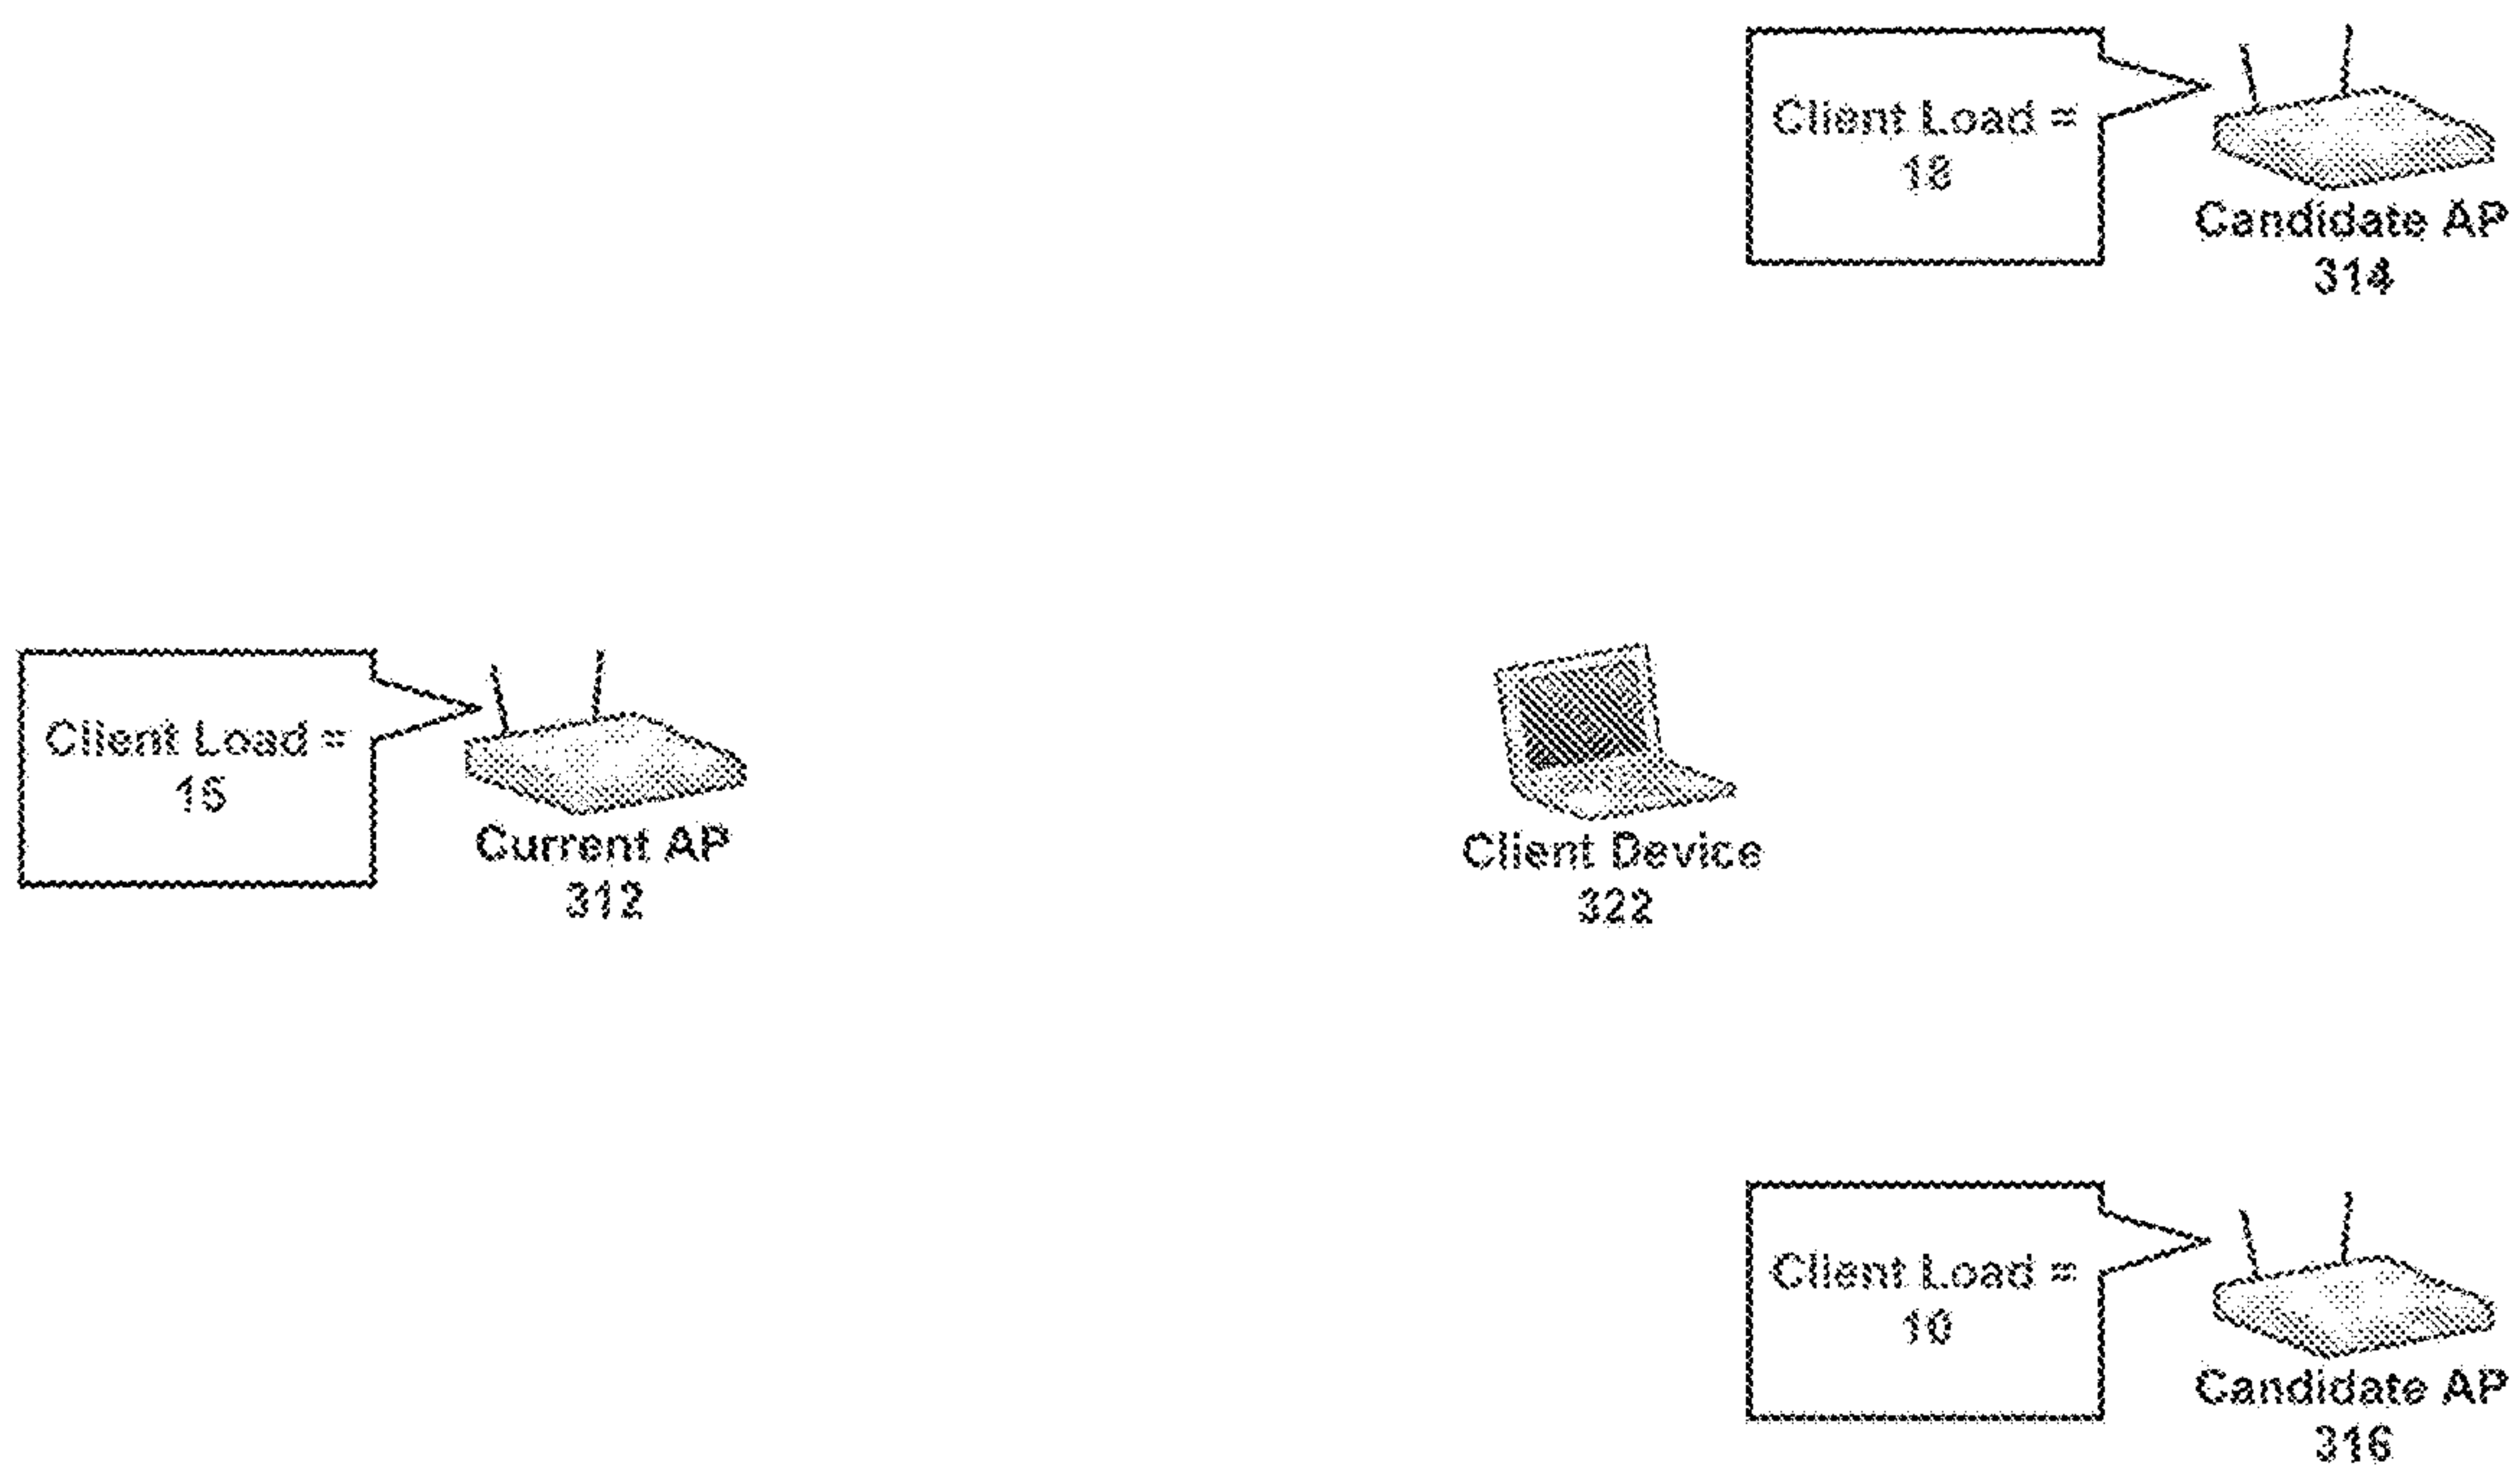 Client Load =
18
Candidate AP
314
Client Load =
15
Current AP
312
Client Device
322
Client Load =
10
Candidate AP
316